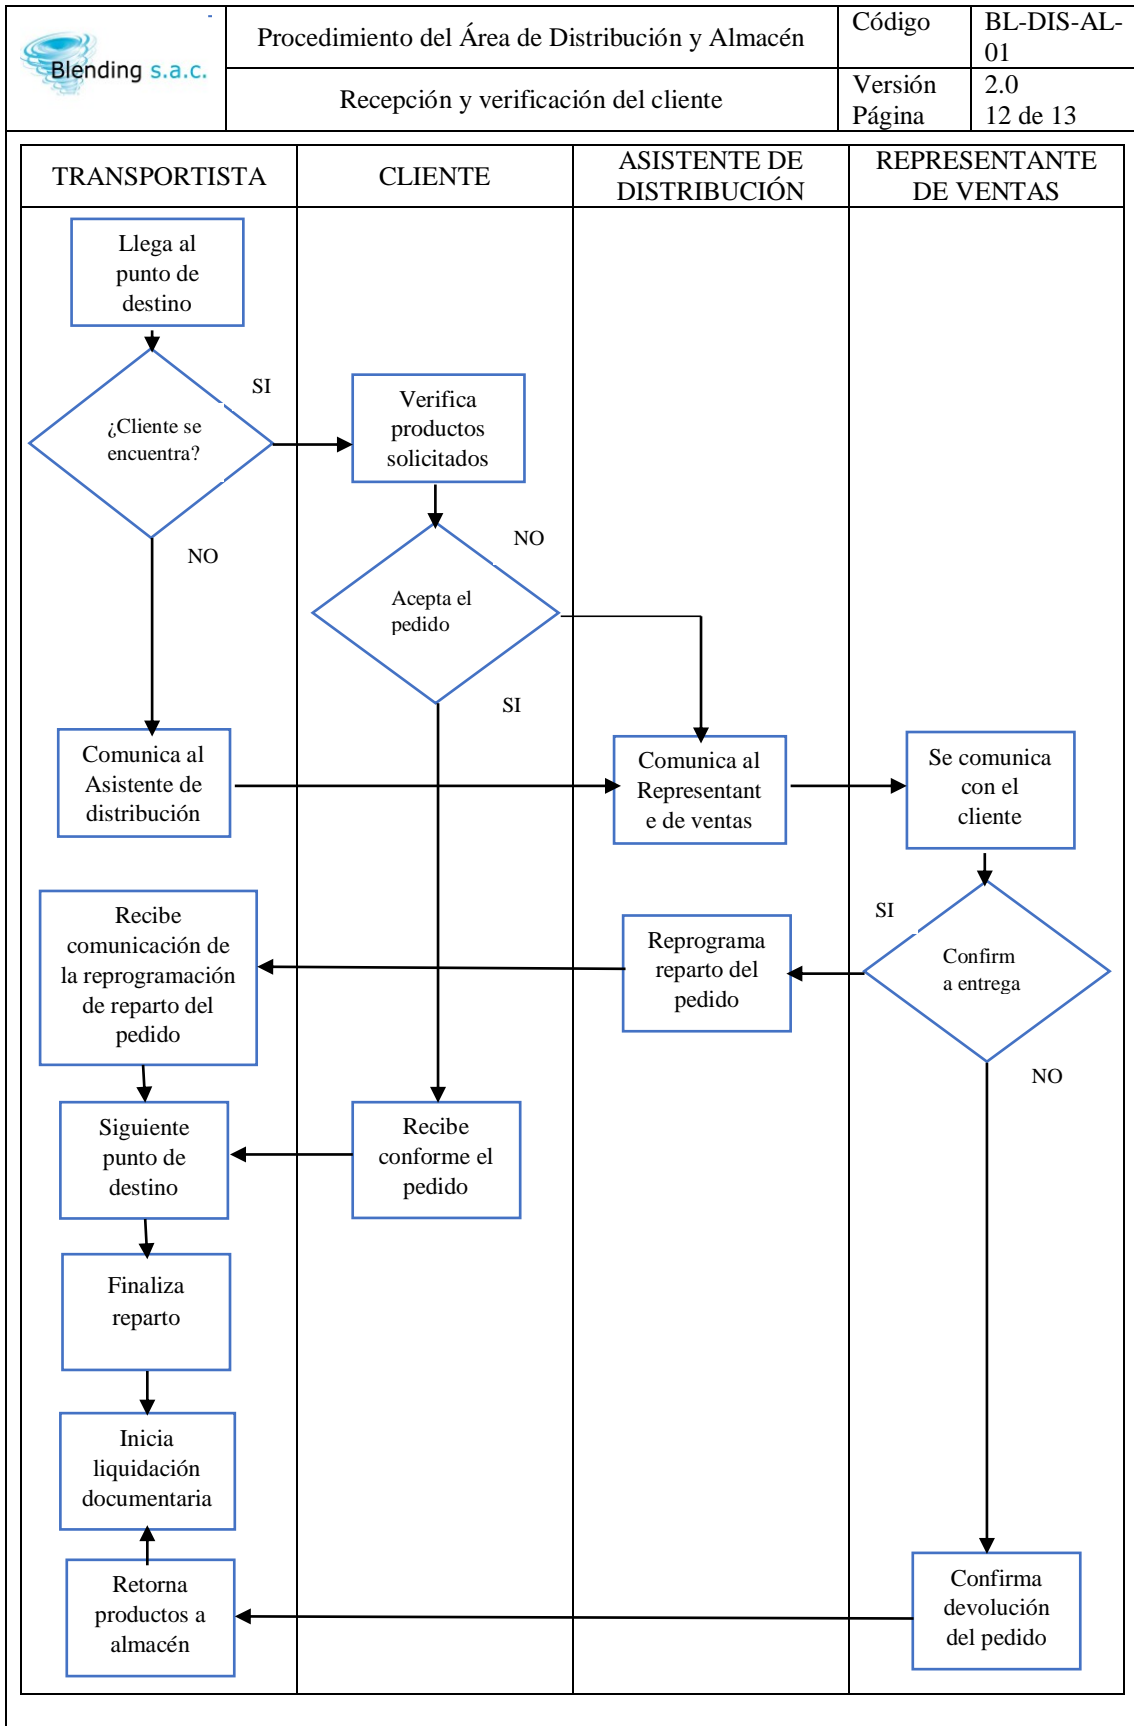 Blending s.a.c.
Procedimiento del Área de Distribución y Almacén
Código
BL-DIS-AL-
01
Recepción y verificación del cliente
Versión
2.0
Página
12 de 13
TRANSPORTISTA
CLIENTE
ASISTENTE DE
DISTRIBUCIÓN
REPRESENTANTE
DE VENTAS
Llega al
punto de
destino
¿Cliente se
encuentra?
SI
NO
Verifica
productos
solicitados
NO
Acepta el
pedido
SI
Comunica al
Asistente de
distribución
Comunica al
Representant
e de ventas
Se comunica
con el
cliente
SI
Confirm
a entrega
NO
Reprograma
reparto del
pedido
Recibe
comunicación de
la reprogramación
de reparto del
pedido
Siguiente
punto de
destino
Recibe
conforme el
pedido
Finaliza
reparto
Inicia
liquidación
documentaria
Retorna
productos a
almacén
Confirma
devolución
del pedido